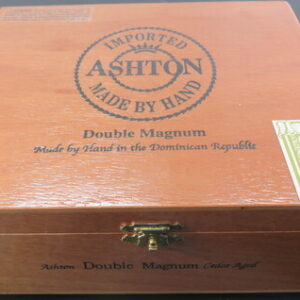 IMPORTED
ASHTON
MADE BY HAND
Double Magnum
Made by Hand in the Dominican Republic
Ashton Double Magnum Cedar Aged